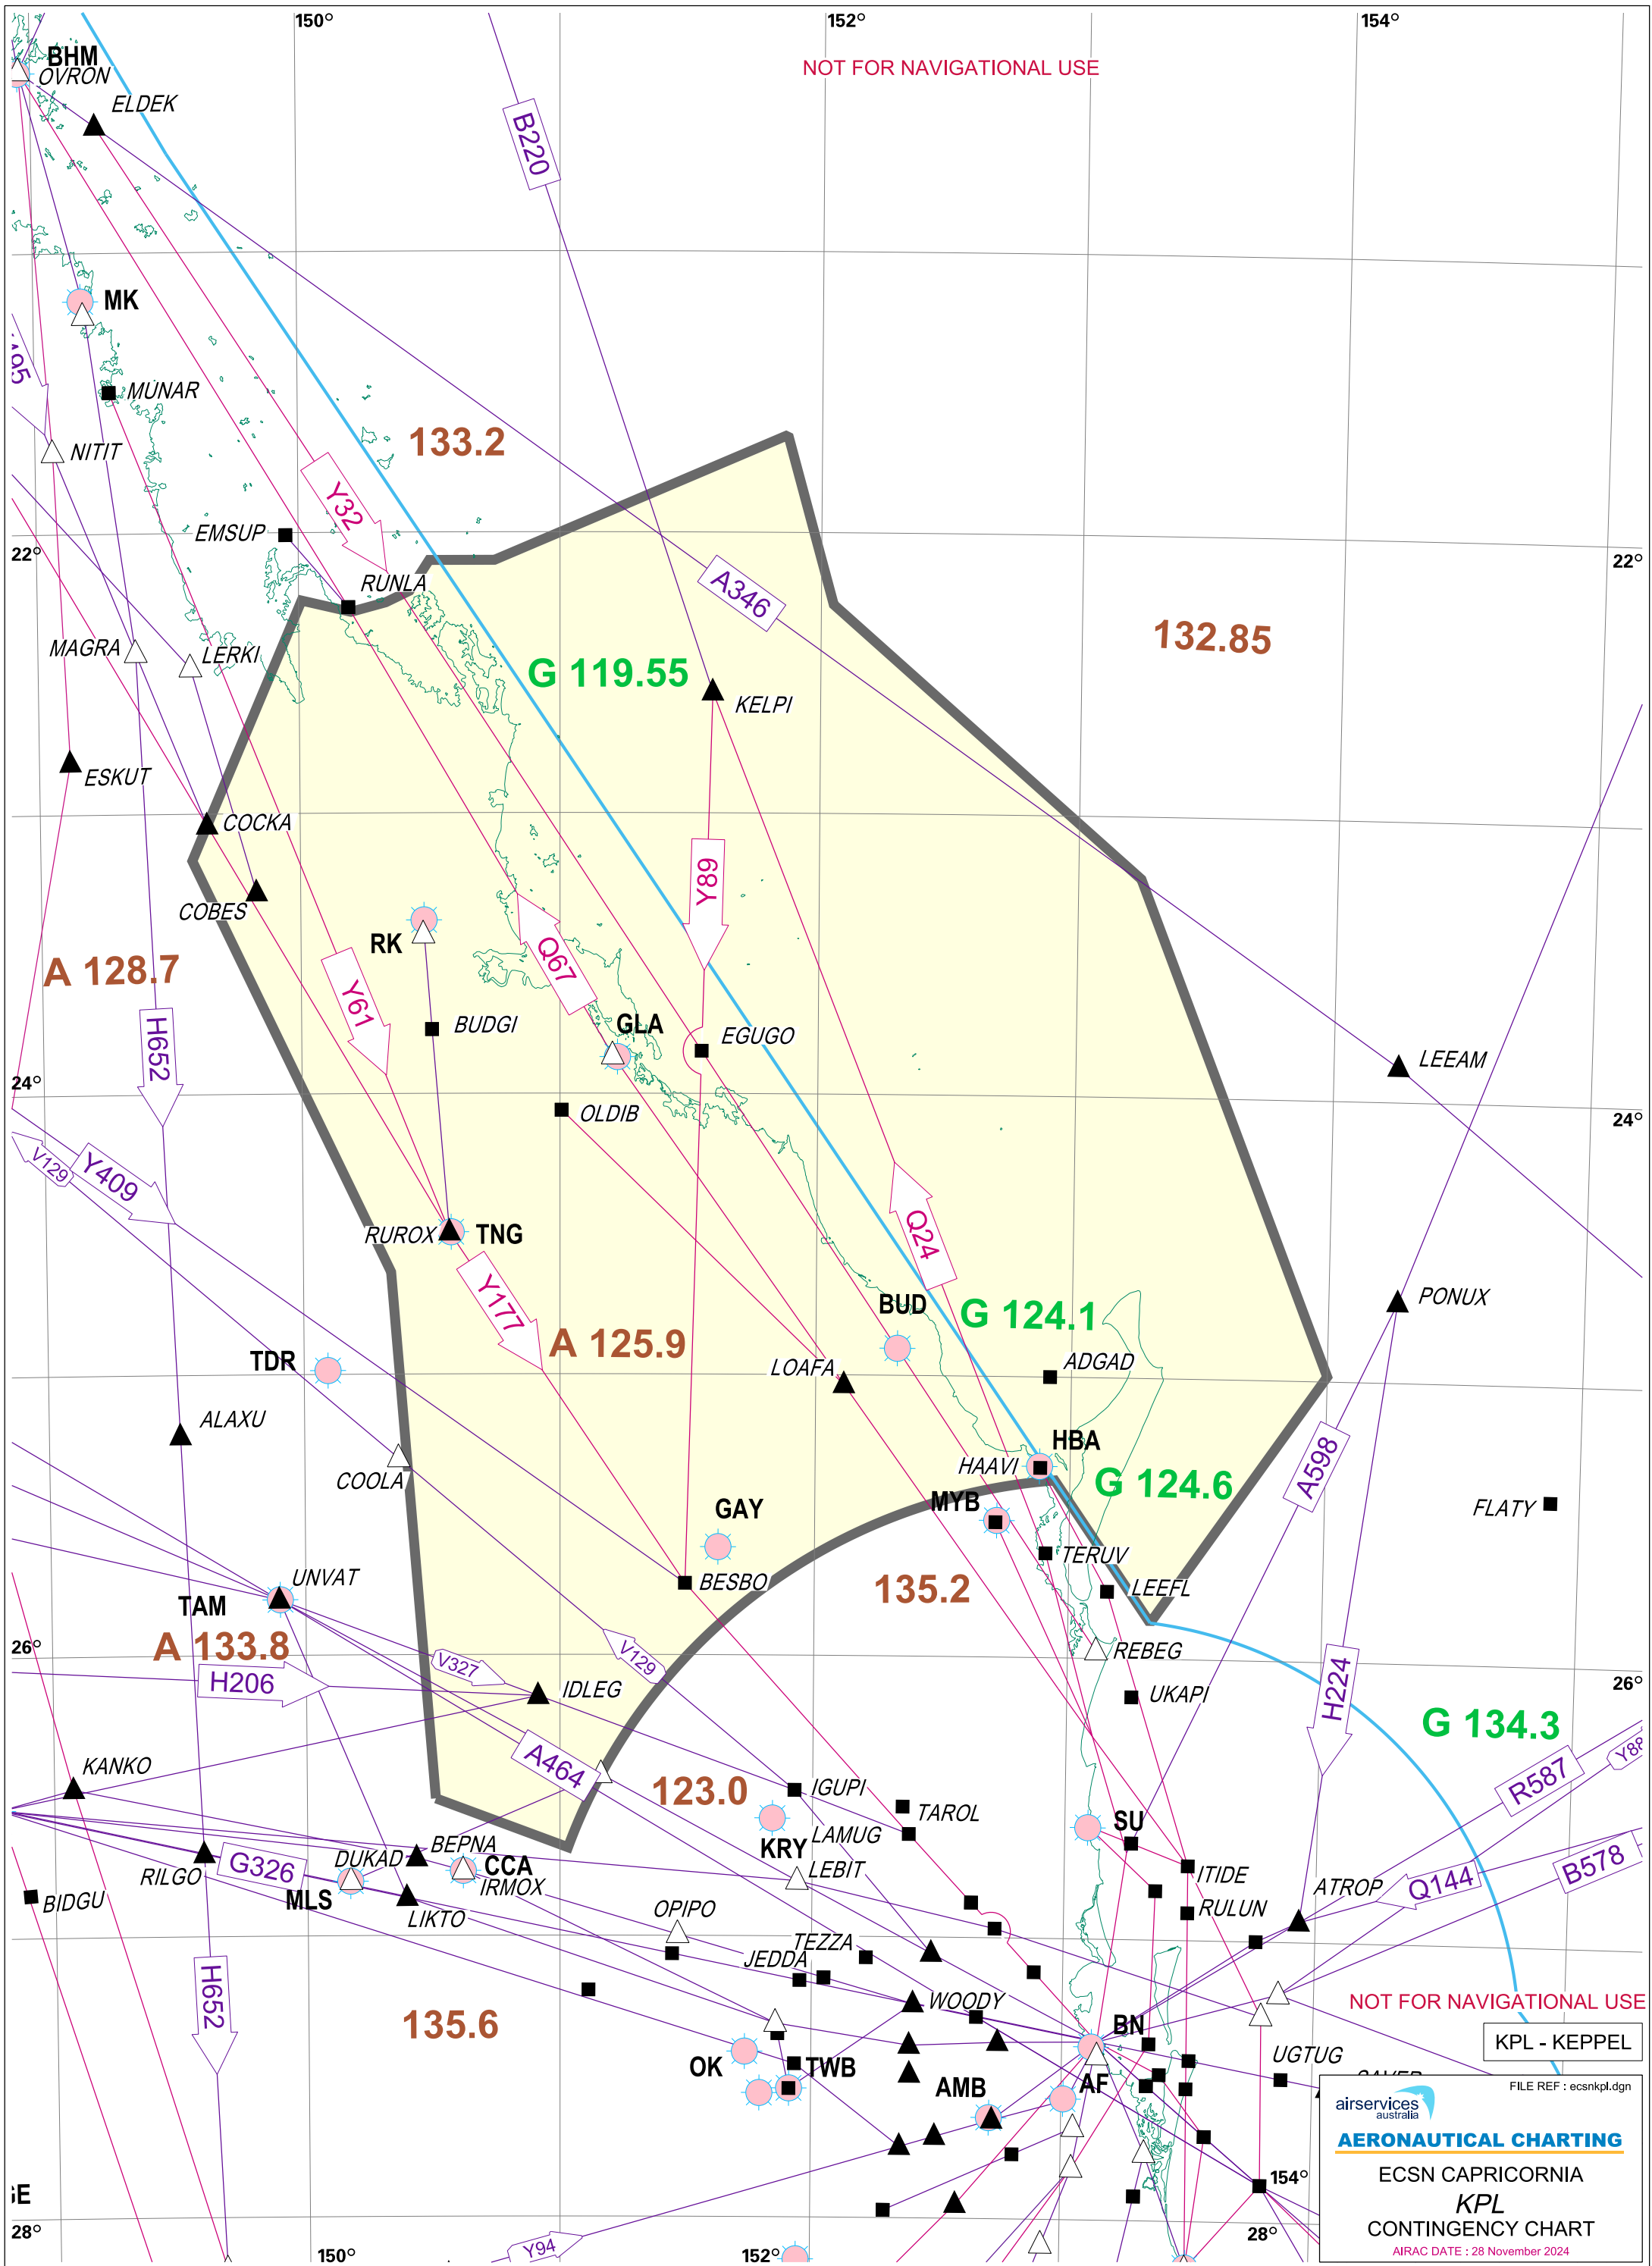 150°
152°
154°
BHM
OVRON
NOT FOR NAVIGATIONAL USE
ELDEK
B220
MK
MUNAR
133.2
NITIT
Y32
EMSUP
22°
22°
RUNLA
A346
132.85
MAGRA
LERKI
G 119.55
KELPI
ESKUT
COCKA
Y89
COBES
RK
Q67
A 128.7
Y61
BUDGI
GLA
EGUGO
H652
LEEAM
24°
OLDIB
24°
V129
Y409
RUROX
TNG
Q24
Y177
BUD
G 124.1
PONUX
A 125.9
TDR
LOAFA
ADGAD
ALAXU
HBA
COOLA
HAAVI
A598
G 124.6
GAY
MYB
FLATY
TERUV
UNVAT
BESBO
135.2
LEEFL
TAM
26°
A 133.8
V129
REBEG
V327
H206
IDLEG
UKAPI
H224
26°
G 134.3
KANKO
A464
123.0
IGUPI
R587
TAROL
SU
LAMUG
BEPNA
KRY
RILGO
G326
DUKAD
CCA
LEBIT
ITIDE
B578
IRMOX
ATROP
Q144
BIDGU
MLS
LIKTO
OPIPO
RULUN
TEZZA
JEDDA
H652
WOODY
NOT FOR NAVIGATIONAL USE
135.6
BN
KPL - KEPPEL
OK
TWB
UGTUG
AMB
AF
FILE REF : ecsnkpl.dgn
airservices
australia
AERONAUTICAL CHARTING
ECSN CAPRICORNIA
154°
KPL
28°
28°
CONTINGENCY CHART
Y94
150°
152°
AIRAC DATE : 28 November 2024